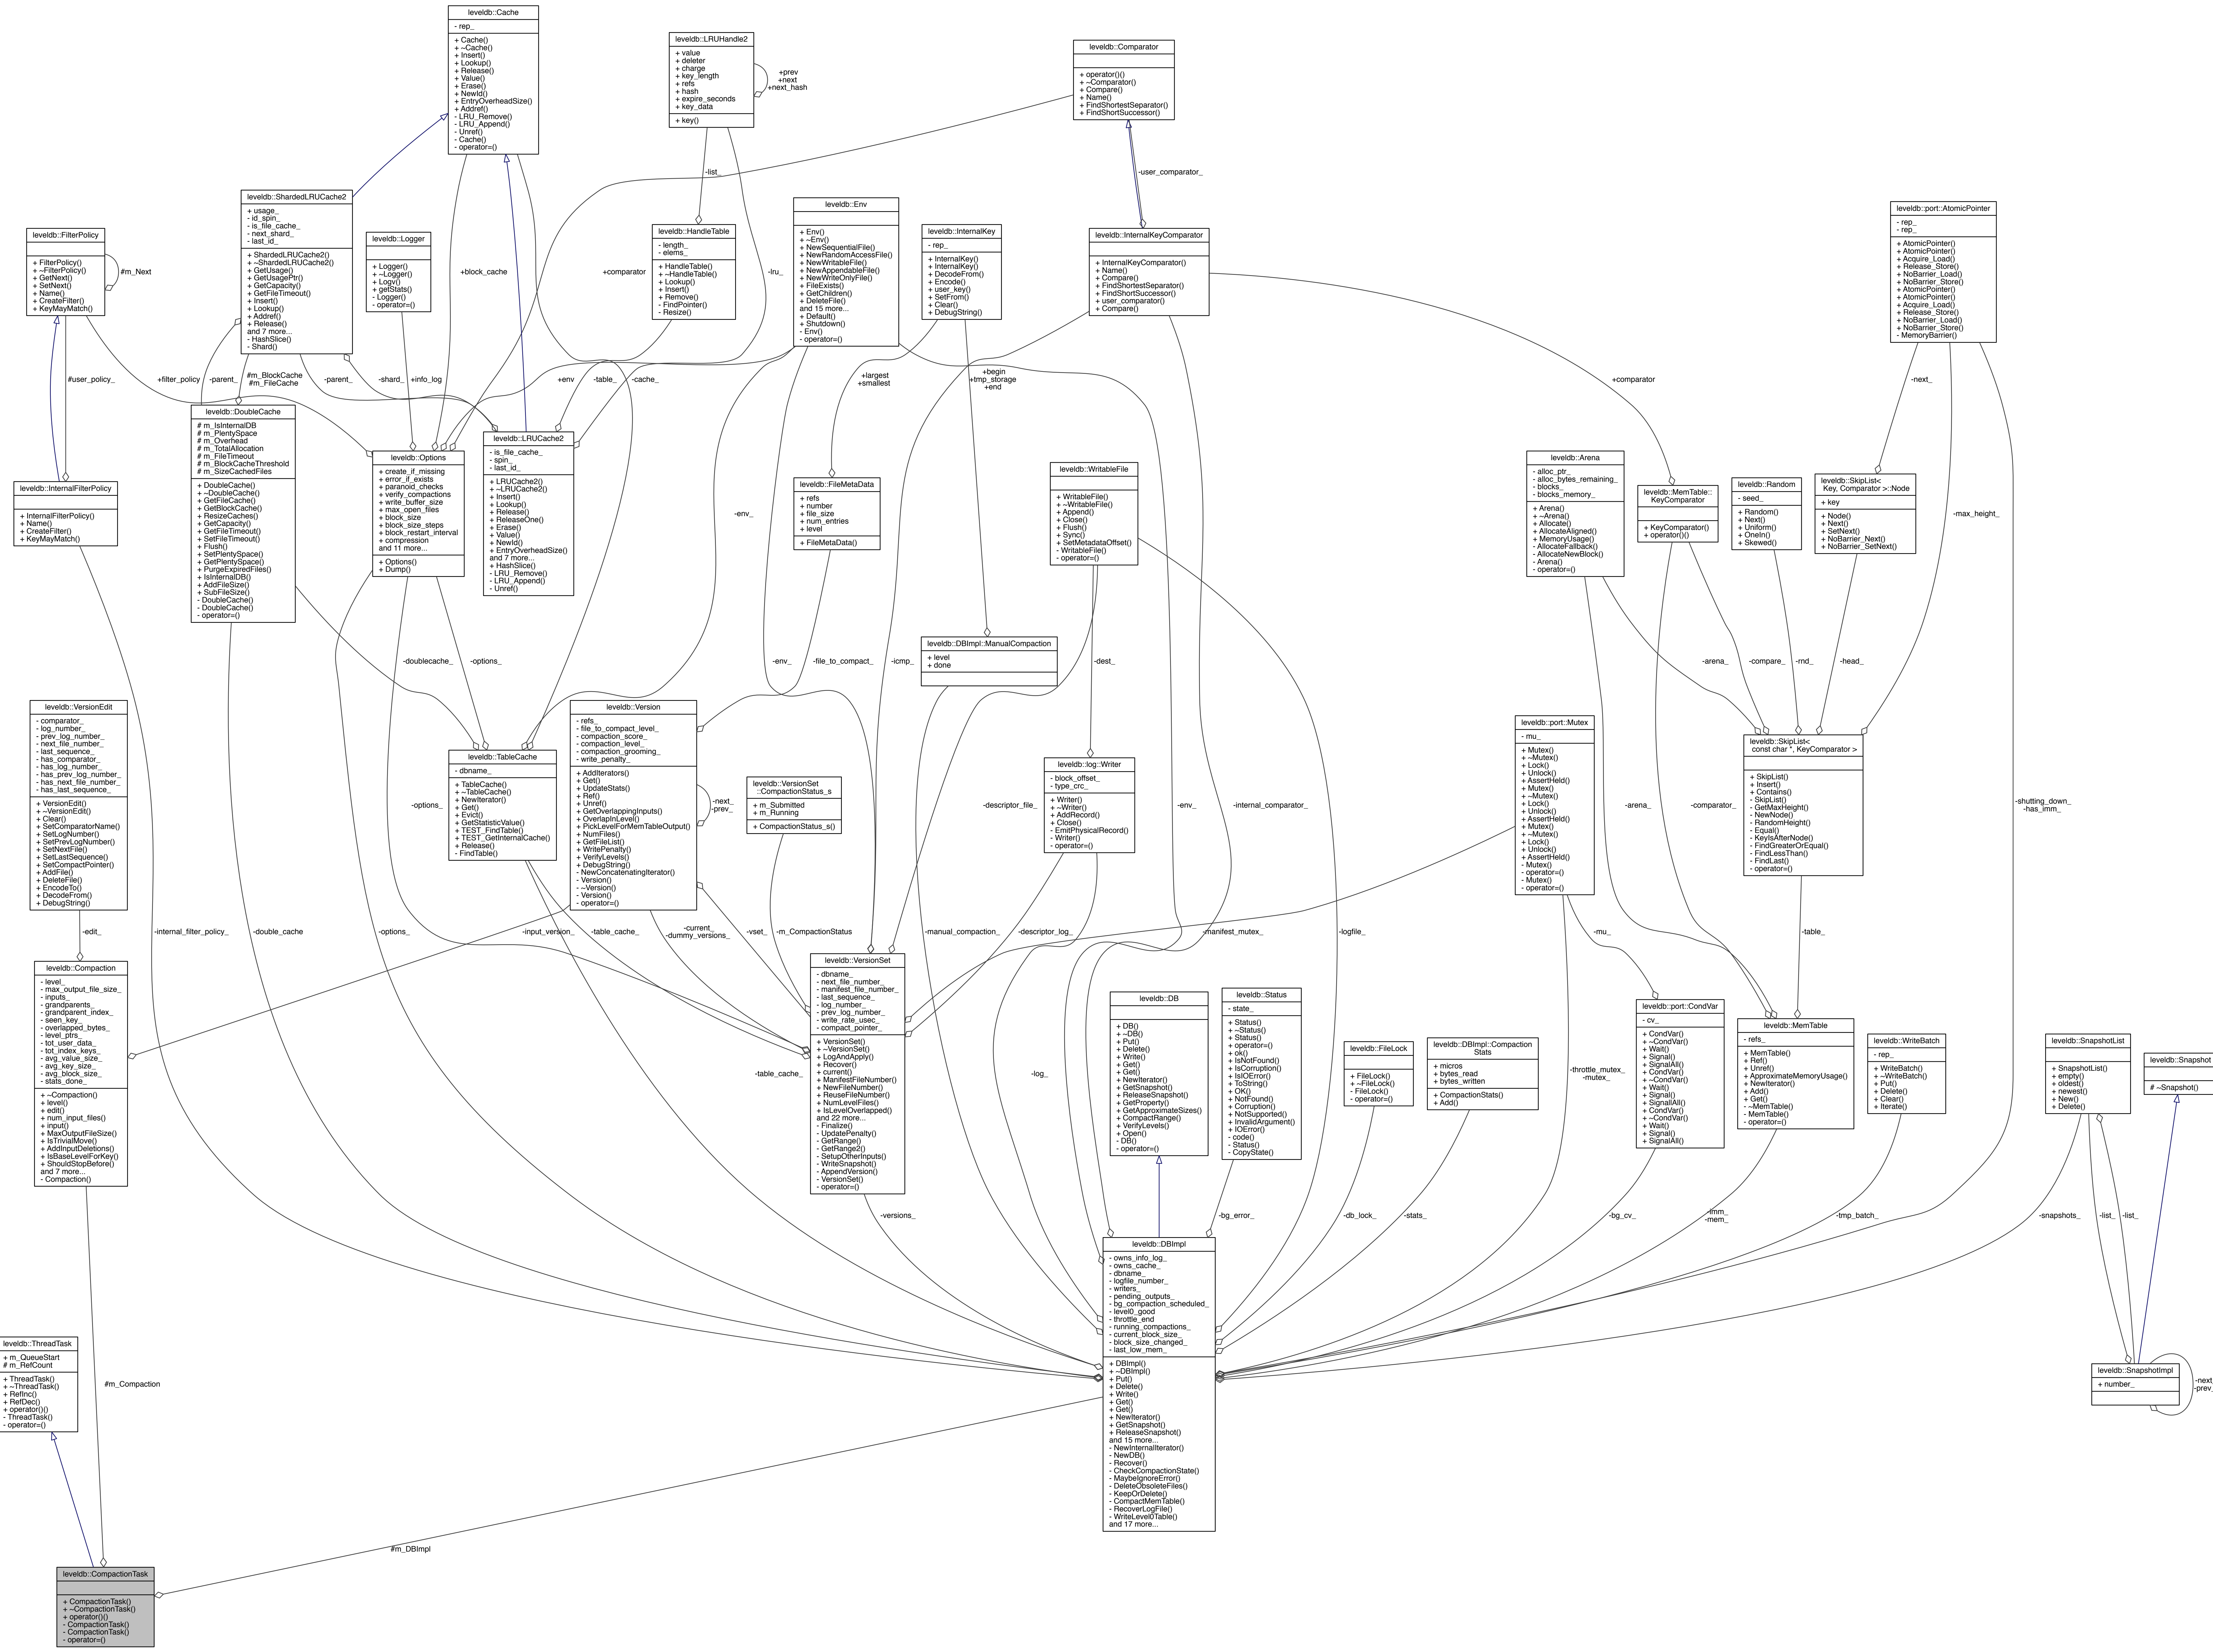 leveldb::Cache
- rep_
+ Cache()
+ ~Cache()
+ Insert()
+ Lookup()
+ Release()
+ Value()
+ Erase()
+ NewId()
+ EntryOverheadSize()
+ Addref()
- LRU_Remove()
- LRU_Append()
- Unref()
- Cache()
- operator=()
leveldb::LRUHandle2
+ value
+ deleter
+ charge
+ key_length
+ refs
+ hash
+ expire_seconds
+ key_data
+ key()
+prev
+next
+next_hash
leveldb::Comparator
+ operator()()
+ ~Comparator()
+ Compare()
+ Name()
+ FindShortestSeparator()
+ FindShortSuccessor()
-list_
-user_comparator_
leveldb::ShardedLRUCache2
+ usage_
- id_spin_
- is_file_cache_
- next_shard_
- last_id_
+ ShardedLRUCache2()
+ ~ShardedLRUCache2()
+ GetUsage()
+ GetUsagePtr()
+ GetCapacity()
+ GetFileTimeout()
+ Insert()
+ Lookup()
+ Addref()
+ Release()
and 7 more...
- HashSlice()
- Shard()
leveldb::FilterPolicy
+ FilterPolicy()
+ ~FilterPolicy()
+ GetNext()
+ SetNext()
+ Name()
+ CreateFilter()
+ KeyMayMatch()
#m_Next
leveldb::Logger
+ Logger()
+ ~Logger()
+ Logv()
+ getStats()
- Logger()
- operator=()
+block_cache
+comparator
leveldb::HandleTable
- length_
- elems_
+ HandleTable()
+ ~HandleTable()
+ Lookup()
+ Insert()
+ Remove()
- FindPointer()
- Resize()
-lru_
leveldb::Env
+ Env()
+ ~Env()
+ NewSequentialFile()
+ NewRandomAccessFile()
+ NewWritableFile()
+ NewAppendableFile()
+ NewWriteOnlyFile()
+ FileExists()
+ GetChildren()
+ DeleteFile()
and 15 more...
+ Default()
+ Shutdown()
- Env()
- operator=()
leveldb::InternalKey
- rep_
+ InternalKey()
+ InternalKey()
+ DecodeFrom()
+ Encode()
+ user_key()
+ SetFrom()
+ Clear()
+ DebugString()
leveldb::InternalKeyComparator
+ InternalKeyComparator()
+ Name()
+ Compare()
+ FindShortestSeparator()
+ FindShortSuccessor()
+ user_comparator()
+ Compare()
leveldb::port::AtomicPointer
- rep_
- rep_
+ AtomicPointer()
+ AtomicPointer()
+ Acquire_Load()
+ Release_Store()
+ NoBarrier_Load()
+ NoBarrier_Store()
+ AtomicPointer()
+ AtomicPointer()
+ Acquire_Load()
+ Release_Store()
+ NoBarrier_Load()
+ NoBarrier_Store()
- MemoryBarrier()
#user_policy_
+filter_policy
-parent_
#m_BlockCache
#m_FileCache
-parent_
-shard_
+info_log
+env
-table_
-cache_
+largest
+smallest
+begin
+tmp_storage
+end
+comparator
-next_
leveldb::DoubleCache
# m_IsInternalDB
# m_PlentySpace
# m_Overhead
# m_TotalAllocation
# m_FileTimeout
# m_BlockCacheThreshold
# m_SizeCachedFiles
+ DoubleCache()
+ ~DoubleCache()
+ GetFileCache()
+ GetBlockCache()
+ ResizeCaches()
+ GetCapacity()
+ GetFileTimeout()
+ SetFileTimeout()
+ Flush()
+ SetPlentySpace()
+ GetPlentySpace()
+ PurgeExpiredFiles()
+ IsInternalDB()
+ AddFileSize()
+ SubFileSize()
- DoubleCache()
- DoubleCache()
- operator=()
leveldb::InternalFilterPolicy
+ InternalFilterPolicy()
+ Name()
+ CreateFilter()
+ KeyMayMatch()
leveldb::Options
+ create_if_missing
+ error_if_exists
+ paranoid_checks
+ verify_compactions
+ write_buffer_size
+ max_open_files
+ block_size
+ block_size_steps
+ block_restart_interval
+ compression
and 11 more...
+ Options()
+ Dump()
leveldb::LRUCache2
- is_file_cache_
- spin_
- last_id_
+ LRUCache2()
+ ~LRUCache2()
+ Insert()
+ Lookup()
+ Release()
+ ReleaseOne()
+ Erase()
+ Value()
+ NewId()
+ EntryOverheadSize()
and 7 more...
+ HashSlice()
- LRU_Remove()
- LRU_Append()
- Unref()
-env_
leveldb::FileMetaData
+ refs
+ number
+ file_size
+ num_entries
+ level
+ FileMetaData()
leveldb::WritableFile
+ WritableFile()
+ ~WritableFile()
+ Append()
+ Close()
+ Flush()
+ Sync()
+ SetMetadataOffset()
- WritableFile()
- operator=()
leveldb::Arena
- alloc_ptr_
- alloc_bytes_remaining_
- blocks_
- blocks_memory_
+ Arena()
+ ~Arena()
+ Allocate()
+ AllocateAligned()
+ MemoryUsage()
- AllocateFallback()
- AllocateNewBlock()
- Arena()
- operator=()
leveldb::MemTable::
KeyComparator
+ KeyComparator()
+ operator()()
leveldb::Random
- seed_
+ Random()
+ Next()
+ Uniform()
+ OneIn()
+ Skewed()
leveldb::SkipList<
Key, Comparator >::Node
+ key
+ Node()
+ Next()
+ SetNext()
+ NoBarrier_Next()
+ NoBarrier_SetNext()
-max_height_
-doublecache_
-options_
-env_
-file_to_compact_
-icmp_
leveldb::DBImpl::ManualCompaction
+ level
+ done
-dest_
-arena_
-compare_
-rnd_
-head_
leveldb::VersionEdit
- comparator_
- log_number_
- prev_log_number_
- next_file_number_
- last_sequence_
- has_comparator_
- has_log_number_
- has_prev_log_number_
- has_next_file_number_
- has_last_sequence_
+ VersionEdit()
+ ~VersionEdit()
+ Clear()
+ SetComparatorName()
+ SetLogNumber()
+ SetPrevLogNumber()
+ SetNextFile()
+ SetLastSequence()
+ SetCompactPointer()
+ AddFile()
+ DeleteFile()
+ EncodeTo()
+ DecodeFrom()
+ DebugString()
-options_
leveldb::TableCache
- dbname_
+ TableCache()
+ ~TableCache()
+ NewIterator()
+ Get()
+ Evict()
+ GetStatisticValue()
+ TEST_FindTable()
+ TEST_GetInternalCache()
+ Release()
- FindTable()
leveldb::Version
- refs_
- file_to_compact_level_
- compaction_score_
- compaction_level_
- compaction_grooming_
- write_penalty_
+ AddIterators()
+ Get()
+ UpdateStats()
+ Ref()
+ Unref()
+ GetOverlappingInputs()
+ OverlapInLevel()
+ PickLevelForMemTableOutput()
+ NumFiles()
+ GetFileList()
+ WritePenalty()
+ VerifyLevels()
+ DebugString()
- NewConcatenatingIterator()
- Version()
- ~Version()
- Version()
- operator=()
-next_
-prev_
leveldb::VersionSet
::CompactionStatus_s
+ m_Submitted
+ m_Running
+ CompactionStatus_s()
-descriptor_file_
leveldb::log::Writer
- block_offset_
- type_crc_
+ Writer()
+ ~Writer()
+ AddRecord()
+ Close()
- EmitPhysicalRecord()
- Writer()
- operator=()
-env_
-internal_comparator_
leveldb::port::Mutex
- mu_
+ Mutex()
+ ~Mutex()
+ Lock()
+ Unlock()
+ AssertHeld()
+ Mutex()
+ ~Mutex()
+ Lock()
+ Unlock()
+ AssertHeld()
+ Mutex()
+ ~Mutex()
+ Lock()
+ Unlock()
+ AssertHeld()
- Mutex()
- operator=()
- Mutex()
- operator=()
-arena_
-comparator_
leveldb::SkipList<
const char *, KeyComparator >
+ SkipList()
+ Insert()
+ Contains()
- SkipList()
- GetMaxHeight()
- NewNode()
- RandomHeight()
- Equal()
- KeyIsAfterNode()
- FindGreaterOrEqual()
- FindLessThan()
- FindLast()
- operator=()
-shutting_down_
-has_imm_
-edit_
-internal_filter_policy_
-double_cache
-options_
-input_version_
-table_cache_
-current_
-dummy_versions_
-vset_
-m_CompactionStatus
-manual_compaction_
-descriptor_log_
-manifest_mutex_
-logfile_
-mu_
-table_
leveldb::Compaction
- level_
- max_output_file_size_
- inputs_
- grandparents_
- grandparent_index_
- seen_key_
- overlapped_bytes_
- level_ptrs_
- tot_user_data_
- tot_index_keys_
- avg_value_size_
- avg_key_size_
- avg_block_size_
- stats_done_
+ ~Compaction()
+ level()
+ edit()
+ num_input_files()
+ input()
+ MaxOutputFileSize()
+ IsTrivialMove()
+ AddInputDeletions()
+ IsBaseLevelForKey()
+ ShouldStopBefore()
and 7 more...
- Compaction()
-table_cache_
leveldb::VersionSet
- dbname_
- next_file_number_
- manifest_file_number_
- last_sequence_
- log_number_
- prev_log_number_
- write_rate_usec_
- compact_pointer_
+ VersionSet()
+ ~VersionSet()
+ LogAndApply()
+ Recover()
+ current()
+ ManifestFileNumber()
+ NewFileNumber()
+ ReuseFileNumber()
+ NumLevelFiles()
+ IsLevelOverlapped()
and 22 more...
- Finalize()
- UpdatePenalty()
- GetRange()
- GetRange2()
- SetupOtherInputs()
- WriteSnapshot()
- AppendVersion()
- VersionSet()
- operator=()
-log_
leveldb::DB
+ DB()
+ ~DB()
+ Put()
+ Delete()
+ Write()
+ Get()
+ Get()
+ NewIterator()
+ GetSnapshot()
+ ReleaseSnapshot()
+ GetProperty()
+ GetApproximateSizes()
+ CompactRange()
+ VerifyLevels()
+ Open()
- DB()
- operator=()
leveldb::Status
- state_
+ Status()
+ ~Status()
+ Status()
+ operator=()
+ ok()
+ IsNotFound()
+ IsCorruption()
+ IsIOError()
+ ToString()
+ OK()
+ NotFound()
+ Corruption()
+ NotSupported()
+ InvalidArgument()
+ IOError()
- code()
- Status()
- CopyState()
leveldb::FileLock
+ FileLock()
+ ~FileLock()
- FileLock()
- operator=()
leveldb::DBImpl::Compaction
Stats
+ micros
+ bytes_read
+ bytes_written
+ CompactionStats()
+ Add()
-throttle_mutex_
-mutex_
leveldb::port::CondVar
- cv_
+ CondVar()
+ ~CondVar()
+ Wait()
+ Signal()
+ SignalAll()
+ CondVar()
+ ~CondVar()
+ Wait()
+ Signal()
+ SignallAll()
+ CondVar()
+ ~CondVar()
+ Wait()
+ Signal()
+ SignalAll()
leveldb::MemTable
- refs_
+ MemTable()
+ Ref()
+ Unref()
+ ApproximateMemoryUsage()
+ NewIterator()
+ Add()
+ Get()
- ~MemTable()
- MemTable()
- operator=()
leveldb::WriteBatch
- rep_
+ WriteBatch()
+ ~WriteBatch()
+ Put()
+ Delete()
+ Clear()
+ Iterate()
leveldb::SnapshotList
+ SnapshotList()
+ empty()
+ oldest()
+ newest()
+ New()
+ Delete()
leveldb::Snapshot
# ~Snapshot()
-versions_
-bg_error_
-db_lock_
-stats_
-bg_cv_
-imm_
-mem_
-tmp_batch_
-snapshots_
-list_
-list_
leveldb::DBImpl
- owns_info_log_
- owns_cache_
- dbname_
- logfile_number_
- writers_
- pending_outputs_
- bg_compaction_scheduled_
- level0_good
- throttle_end
- running_compactions_
- current_block_size_
- block_size_changed_
- last_low_mem_
+ DBImpl()
+ ~DBImpl()
+ Put()
+ Delete()
+ Write()
+ Get()
+ Get()
+ NewIterator()
+ GetSnapshot()
+ ReleaseSnapshot()
and 15 more...
- NewInternalIterator()
- NewDB()
- Recover()
- CheckCompactionState()
- MaybeIgnoreError()
- DeleteObsoleteFiles()
- KeepOrDelete()
- CompactMemTable()
- RecoverLogFile()
- WriteLevel0Table()
and 17 more...
leveldb::ThreadTask
+ m_QueueStart
# m_RefCount
+ ThreadTask()
+ ~ThreadTask()
+ RefInc()
+ RefDec()
+ operator()()
- ThreadTask()
- operator=()
#m_Compaction
leveldb::SnapshotImpl
+ number_
-next_
-prev_
#m_DBImpl
leveldb::CompactionTask
+ CompactionTask()
+ ~CompactionTask()
+ operator()()
- CompactionTask()
- CompactionTask()
- operator=()